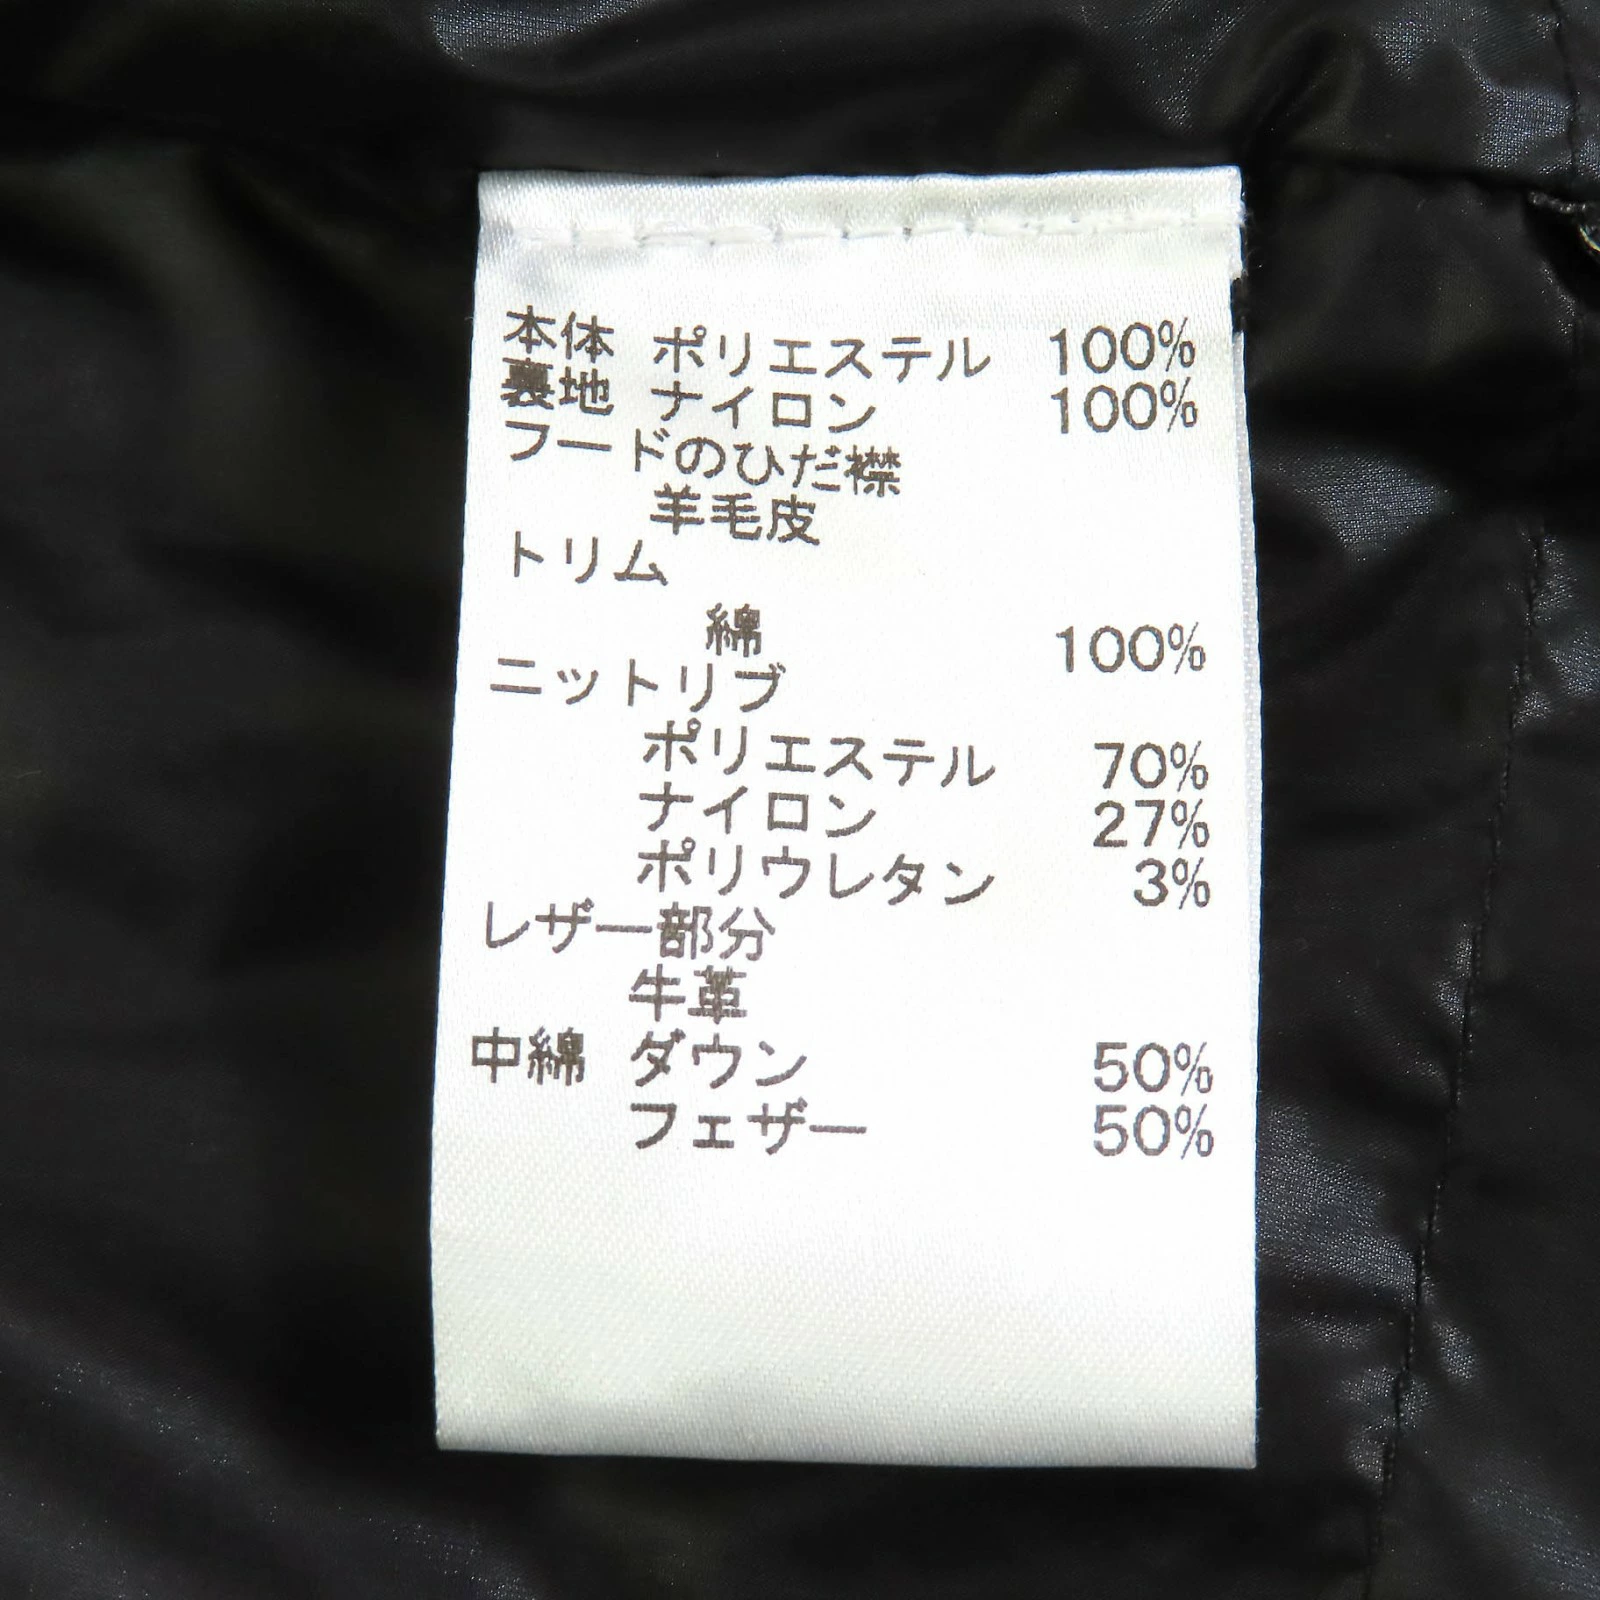 本体 ポリエステル 100%
裏地 ナイロン 100%
フードのひだ襟
羊毛皮
トリム
綿 100%
ニットリブ
ポリエステル 70%
ナイロン 27%
ポリウレタン 3%
レザー部分
牛革
中綿 ダウン 50%
フェザー 50%